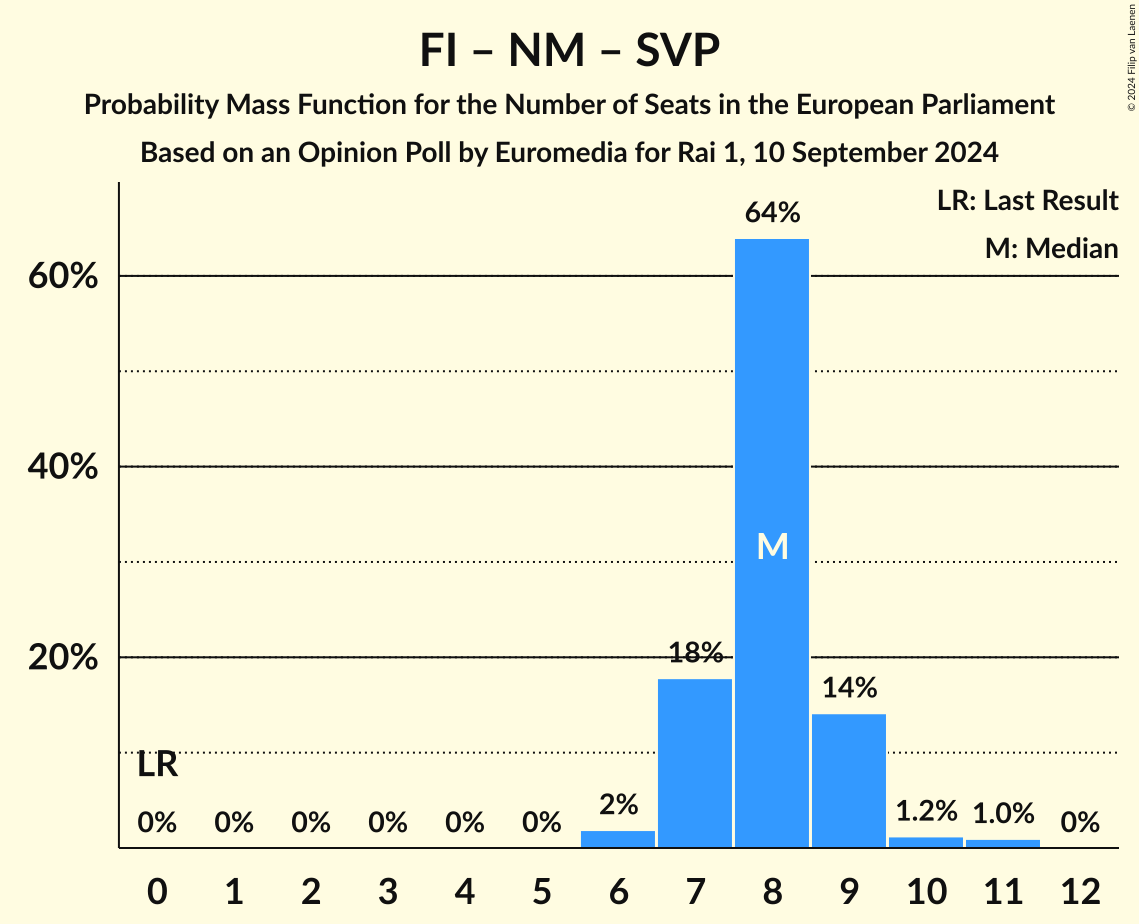 FI – NM – SVP
Probability Mass Function for the Number of Seats in the European Parliament
Based on an Opinion Poll by Euromedia for Rai 1, 10 September 2024
© 2024 Filip van Laenen
LR: Last Result
M: Median
64%
60%
40%
M
20%
18%
14%
LR
0% 0% 0% 0% 0% 0% 2% 1.2% 1.0% 0%
0 1 2 3 4 5 6 7 8 9 10 11 12